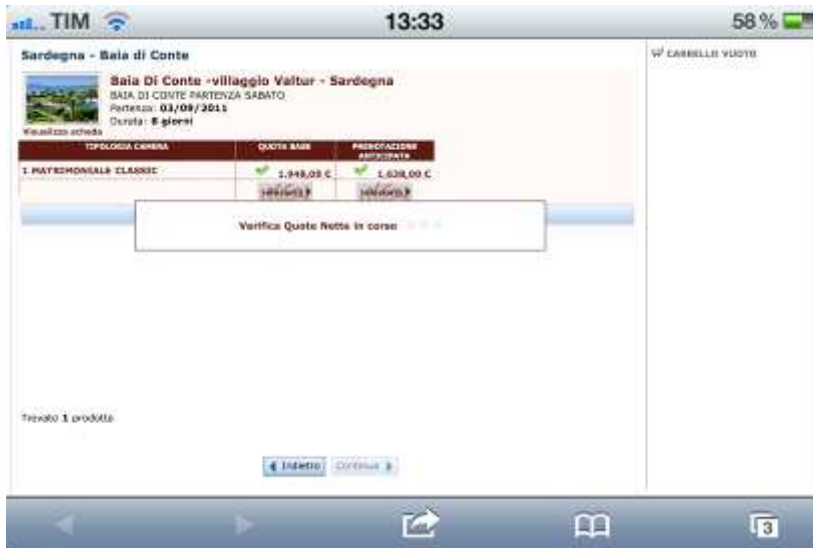 TIM 13:33 58 %
Sardegna - Baia di Conte
CARRELLO VUOTO
Baia Di Conte -villaggio Valtur - Sardegna
BAIA DI CONTE PARTENZA SABATO
Partenza: 03/09/2011
Durata: 8 giorni
Visualizza scheda
TIPOLOGIA CAMERA QUOTA BASE PRENOTAZIONE
ANTICIPATA
1 MATRIMONIALE CLASSIC 1.948,00 € 1.638,00 €
Verifica Quote Nette in corso
Trovato 1 prodotto
Indietro Continua
3